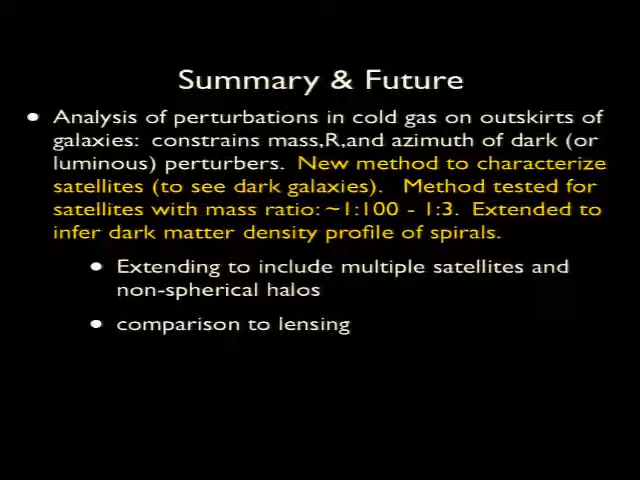 Summary & Future
• Analysis of perturbations in cold gas on outskirts of
galaxies: constrains mass,R,and azimuth of dark (or
luminous) perturbers. New method to characterize
satellites (to see dark galaxies). Method tested for
satellites with mass ratio: ~1:100 - 1:3. Extended to
infer dark matter density profile of spirals.
• Extending to include multiple satellites and
non-spherical halos
• comparison to lensing